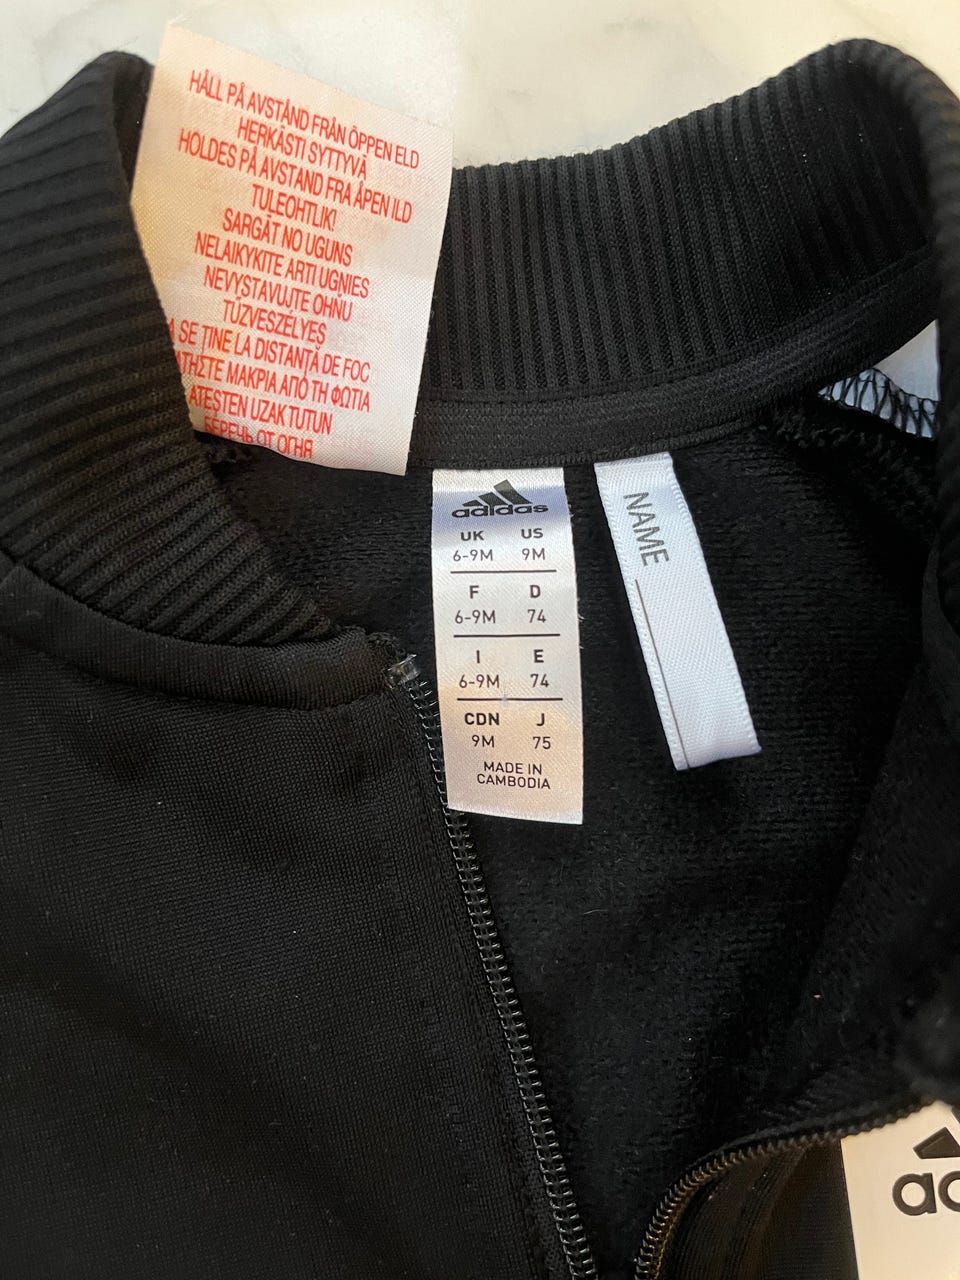 HÅLL PÅ AVSTÅND FRÅN ÖPPEN ELD
HERKÄSTI SYTTYVÄ
HOLDES PÅ AVSTAND FRA ÅPEN ILD
TULEOHTLIK!
SARGĀT NO UGUNS
NELAIKYKITE ARTI UGNIES
NEVYSTAVUJTE OHŇU
TŰZVESZÉLYES
A SE ȚINE LA DISTANȚĂ DE FOC
ΜΑΚΡΙΑ ΑΠΟ ΤΗ ΦΩΤΙΑ
ATEŞTEN UZAK TUTUN
БЕРЕЧЬ ОТ ОГНЯ
adidas
UK US
6-9M 9M
F D
6-9M 74
I E
6-9M 74
CDN J
9M 75
MADE IN
CAMBODIA
NAME